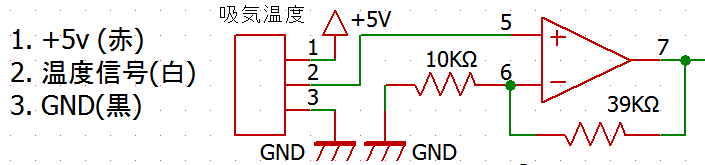 吸気温度
1. +5v (赤)
2. 温度信号(白)
3. GND(黒)
+5V
1
2
3
GND
GND
10KΩ
5
6
7
+
−
39KΩ